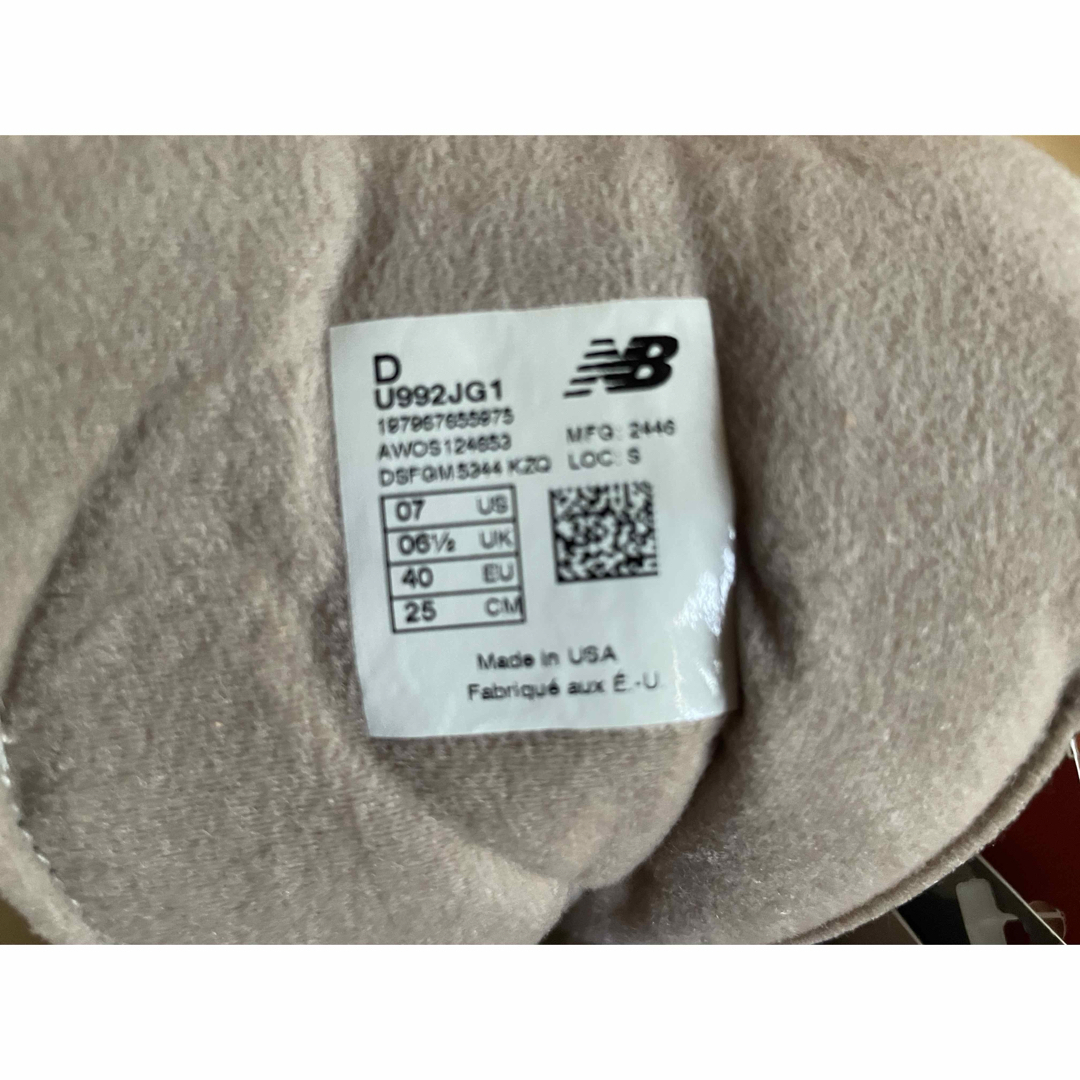 D
NB
U992JG1
197967655975
AWOS124653
MFG: 2446
DSFGM5344 KZQ
LOC: S
07 US
06½ UK
40 EU
25 CM
Made in USA
Fabriqué aux É.-U.